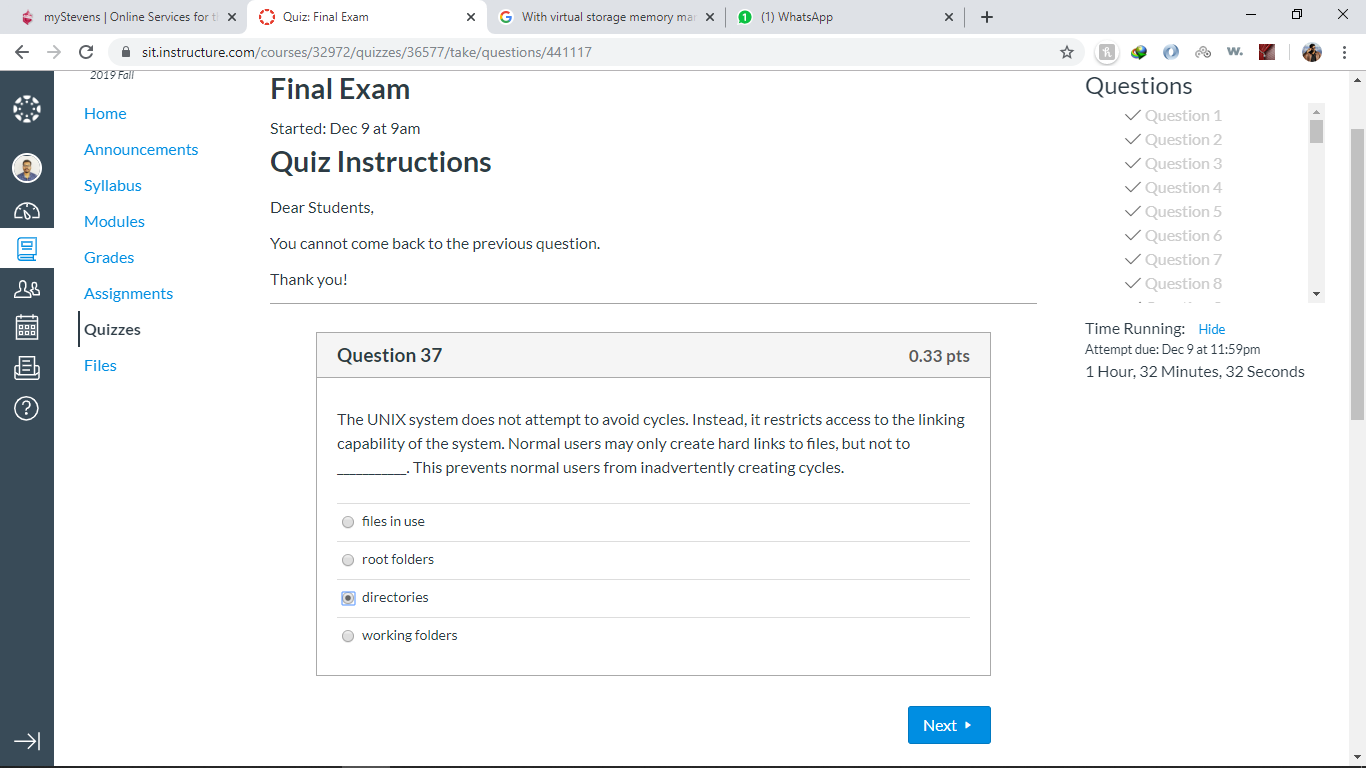 myStevens | Online Services for t
Quiz: Final Exam
With virtual storage memory ma
(1) WhatsApp
sit.instructure.com/courses/32972/quizzes/36577/take/questions/441117
2019 Fall
Home
Announcements
Syllabus
Modules
Grades
Assignments
Quizzes
Files
Final Exam
Started: Dec 9 at 9am
Quiz Instructions
Dear Students,
You cannot come back to the previous question.
Thank you!
Question 37
0.33 pts
The UNIX system does not attempt to avoid cycles. Instead, it restricts access to the linking
capability of the system. Normal users may only create hard links to files, but not to
___________. This prevents normal users from inadvertently creating cycles.
files in use
root folders
directories
working folders
Next
Questions
Question 1
Question 2
Question 3
Question 4
Question 5
Question 6
Question 7
Question 8
Time Running: Hide
Attempt due: Dec 9 at 11:59pm
1 Hour, 32 Minutes, 32 Seconds